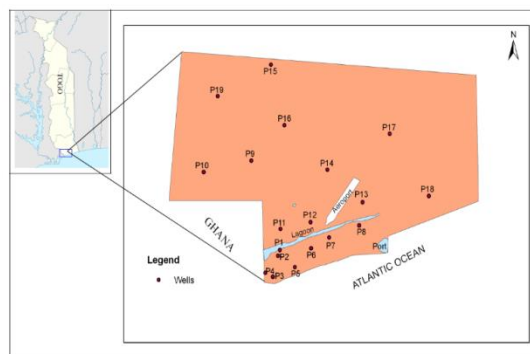 TOGO
N
P15
P19
P16
P17
P9
P14
P10
P18
P13
Aeroport
P12
P11
P8
Lagoon
P7
P1
Port
P6
P2
P5
P4
P3
GHANA
ATLANTIC OCEAN
Legend
Wells